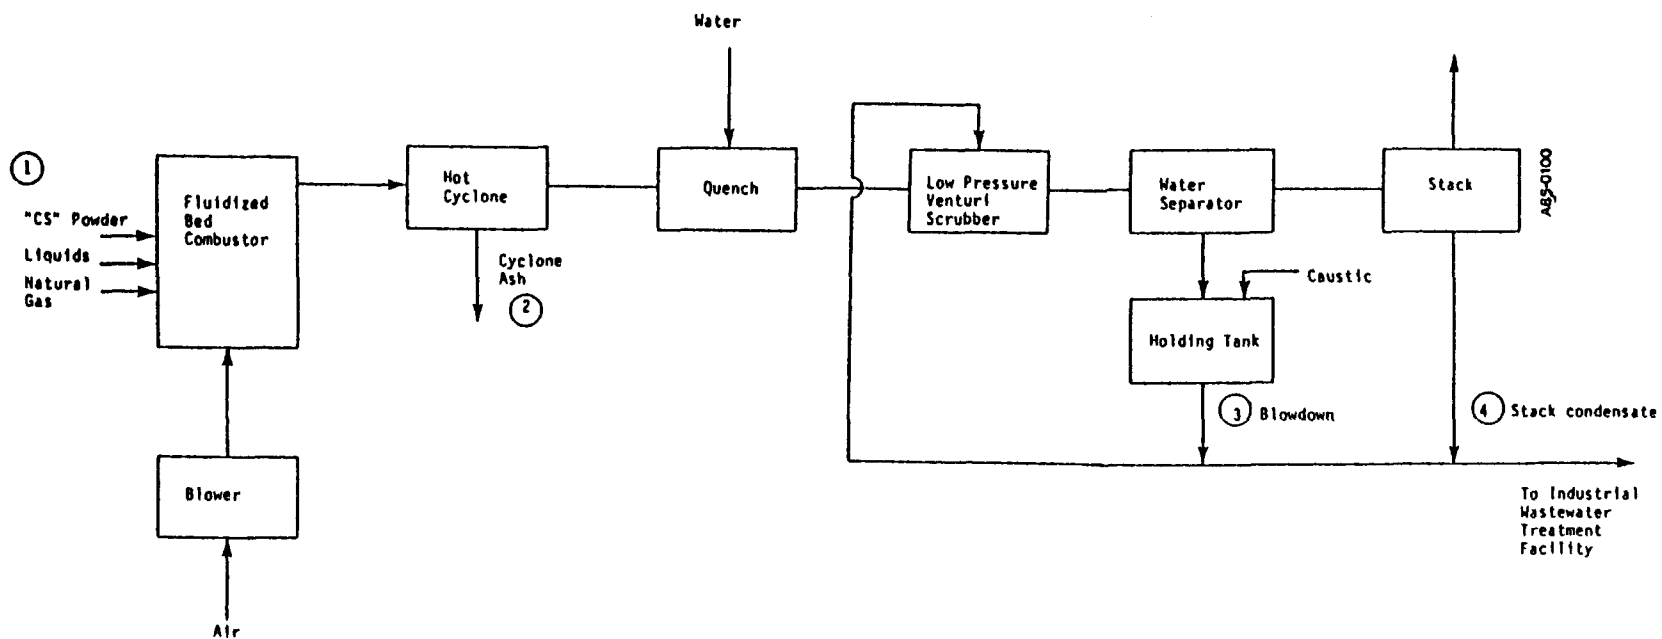 Water
1
"CS" Powder
Liquids
Natural
Gas
Fluidized
Bed
Combustor
Hot
Cyclone
Cyclone
Ash
2
Quench
Low Pressure
Venturi
Scrubber
Water
Separator
Stack
A85-0100
Caustic
Holding Tank
3 Blowdown
4 Stack condensate
Blower
Air
To Industrial
Wastewater
Treatment
Facility